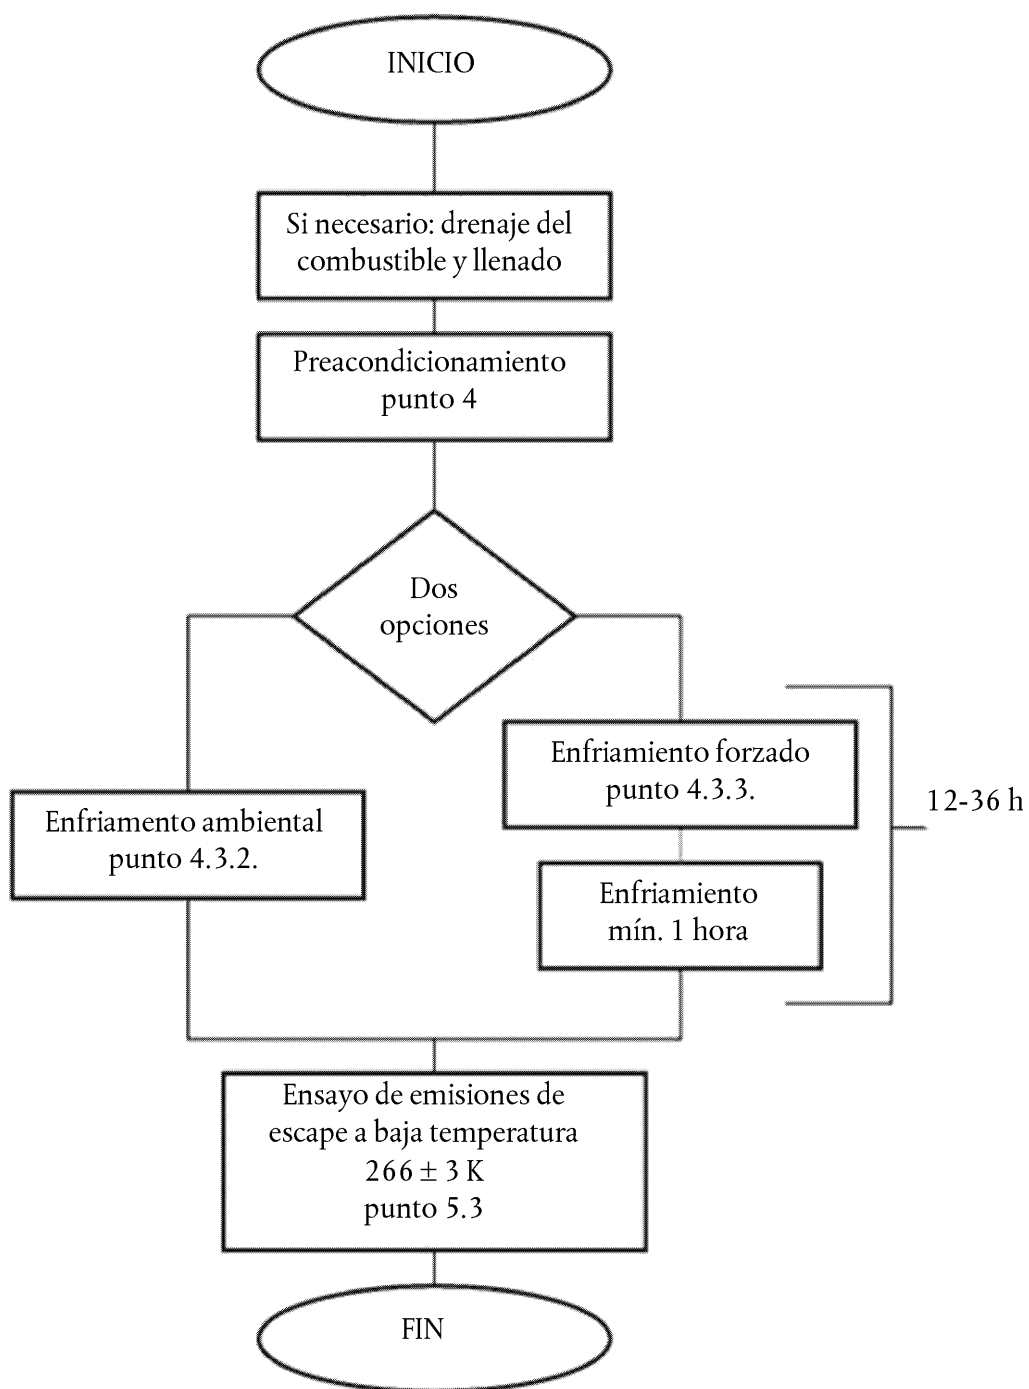 INICIO
Si necesario: drenaje del
combustible y llenado
Preacondicionamiento
punto 4
Dos
opciones
Enfriamento ambiental
punto 4.3.2.
Enfriamiento forzado
punto 4.3.3.
Enfriamiento
mín. 1 hora
12-36 h
Ensayo de emisiones de
escape a baja temperatura
266 ± 3 K
punto 5.3
FIN